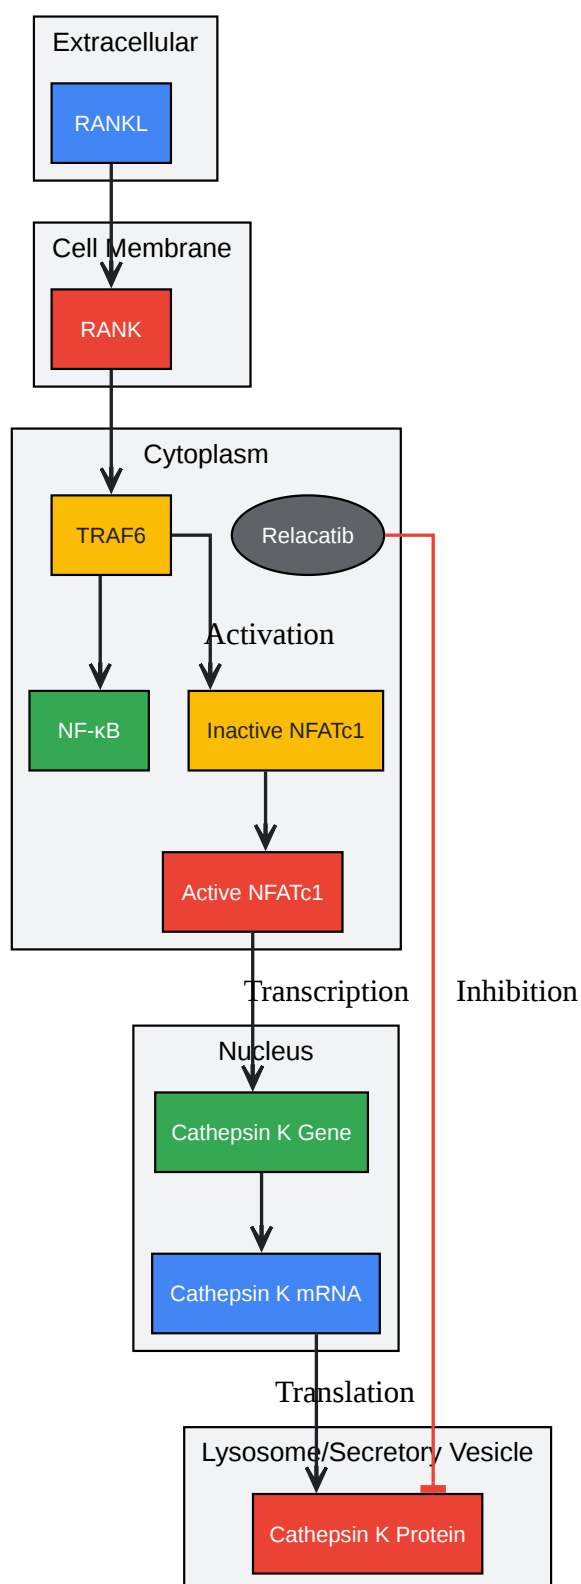 Extracellular
RANKL
Cell Membrane
RANK
Cytoplasm
TRAF6
Relacatib
Activation
NF-κB
Inactive NFATc1
Active NFATc1
Transcription
Inhibition
Nucleus
Cathepsin K Gene
Cathepsin K mRNA
Translation
Lysosome/Secretory Vesicle
Cathepsin K Protein